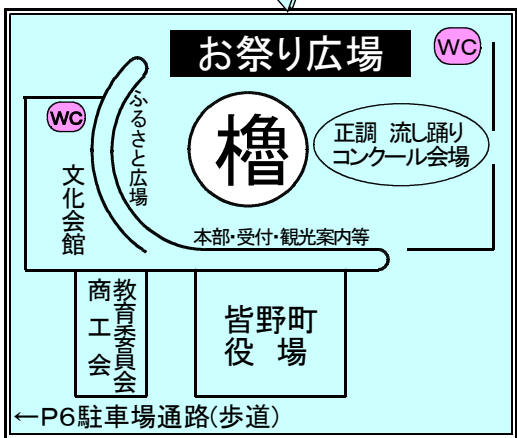 お祭り広場
WC
WC
ふるさと広場
櫓
正調 流し踊り
コンクール会場
文化会館
本部・受付・観光案内等
教育委員会
商工会
皆野町
役 場
←P6駐車場通路(歩道)